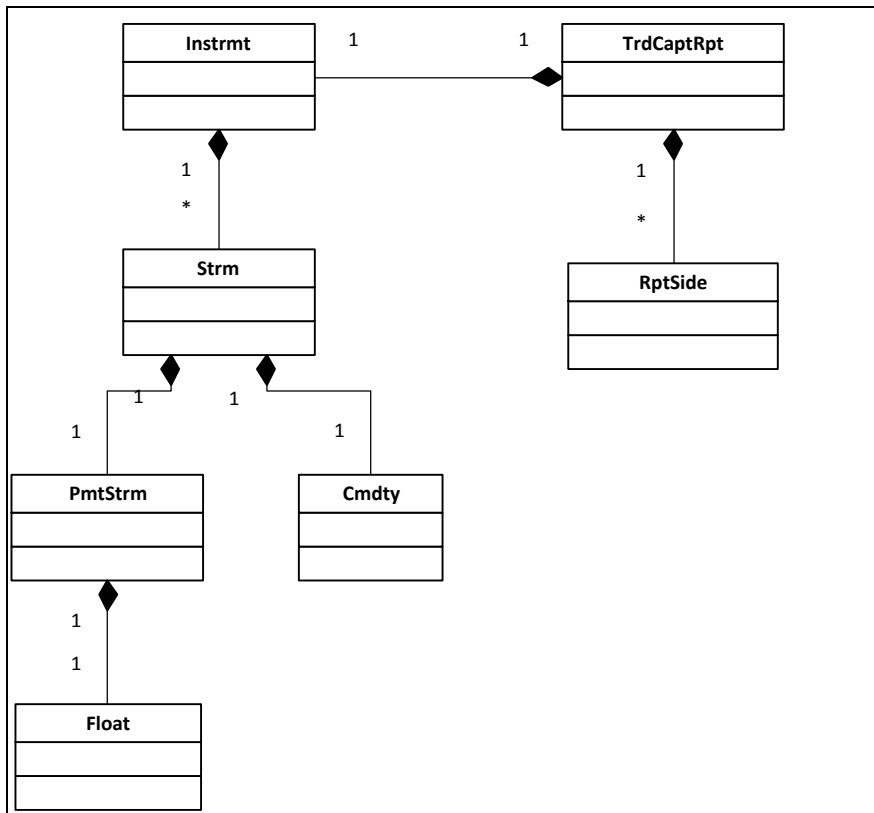 Instrmt
1
1
TrdCaptRpt
1
*
1
*
Strm
RptSide
1
1
1
1
PmtStrm
Cmdty
1
1
Float